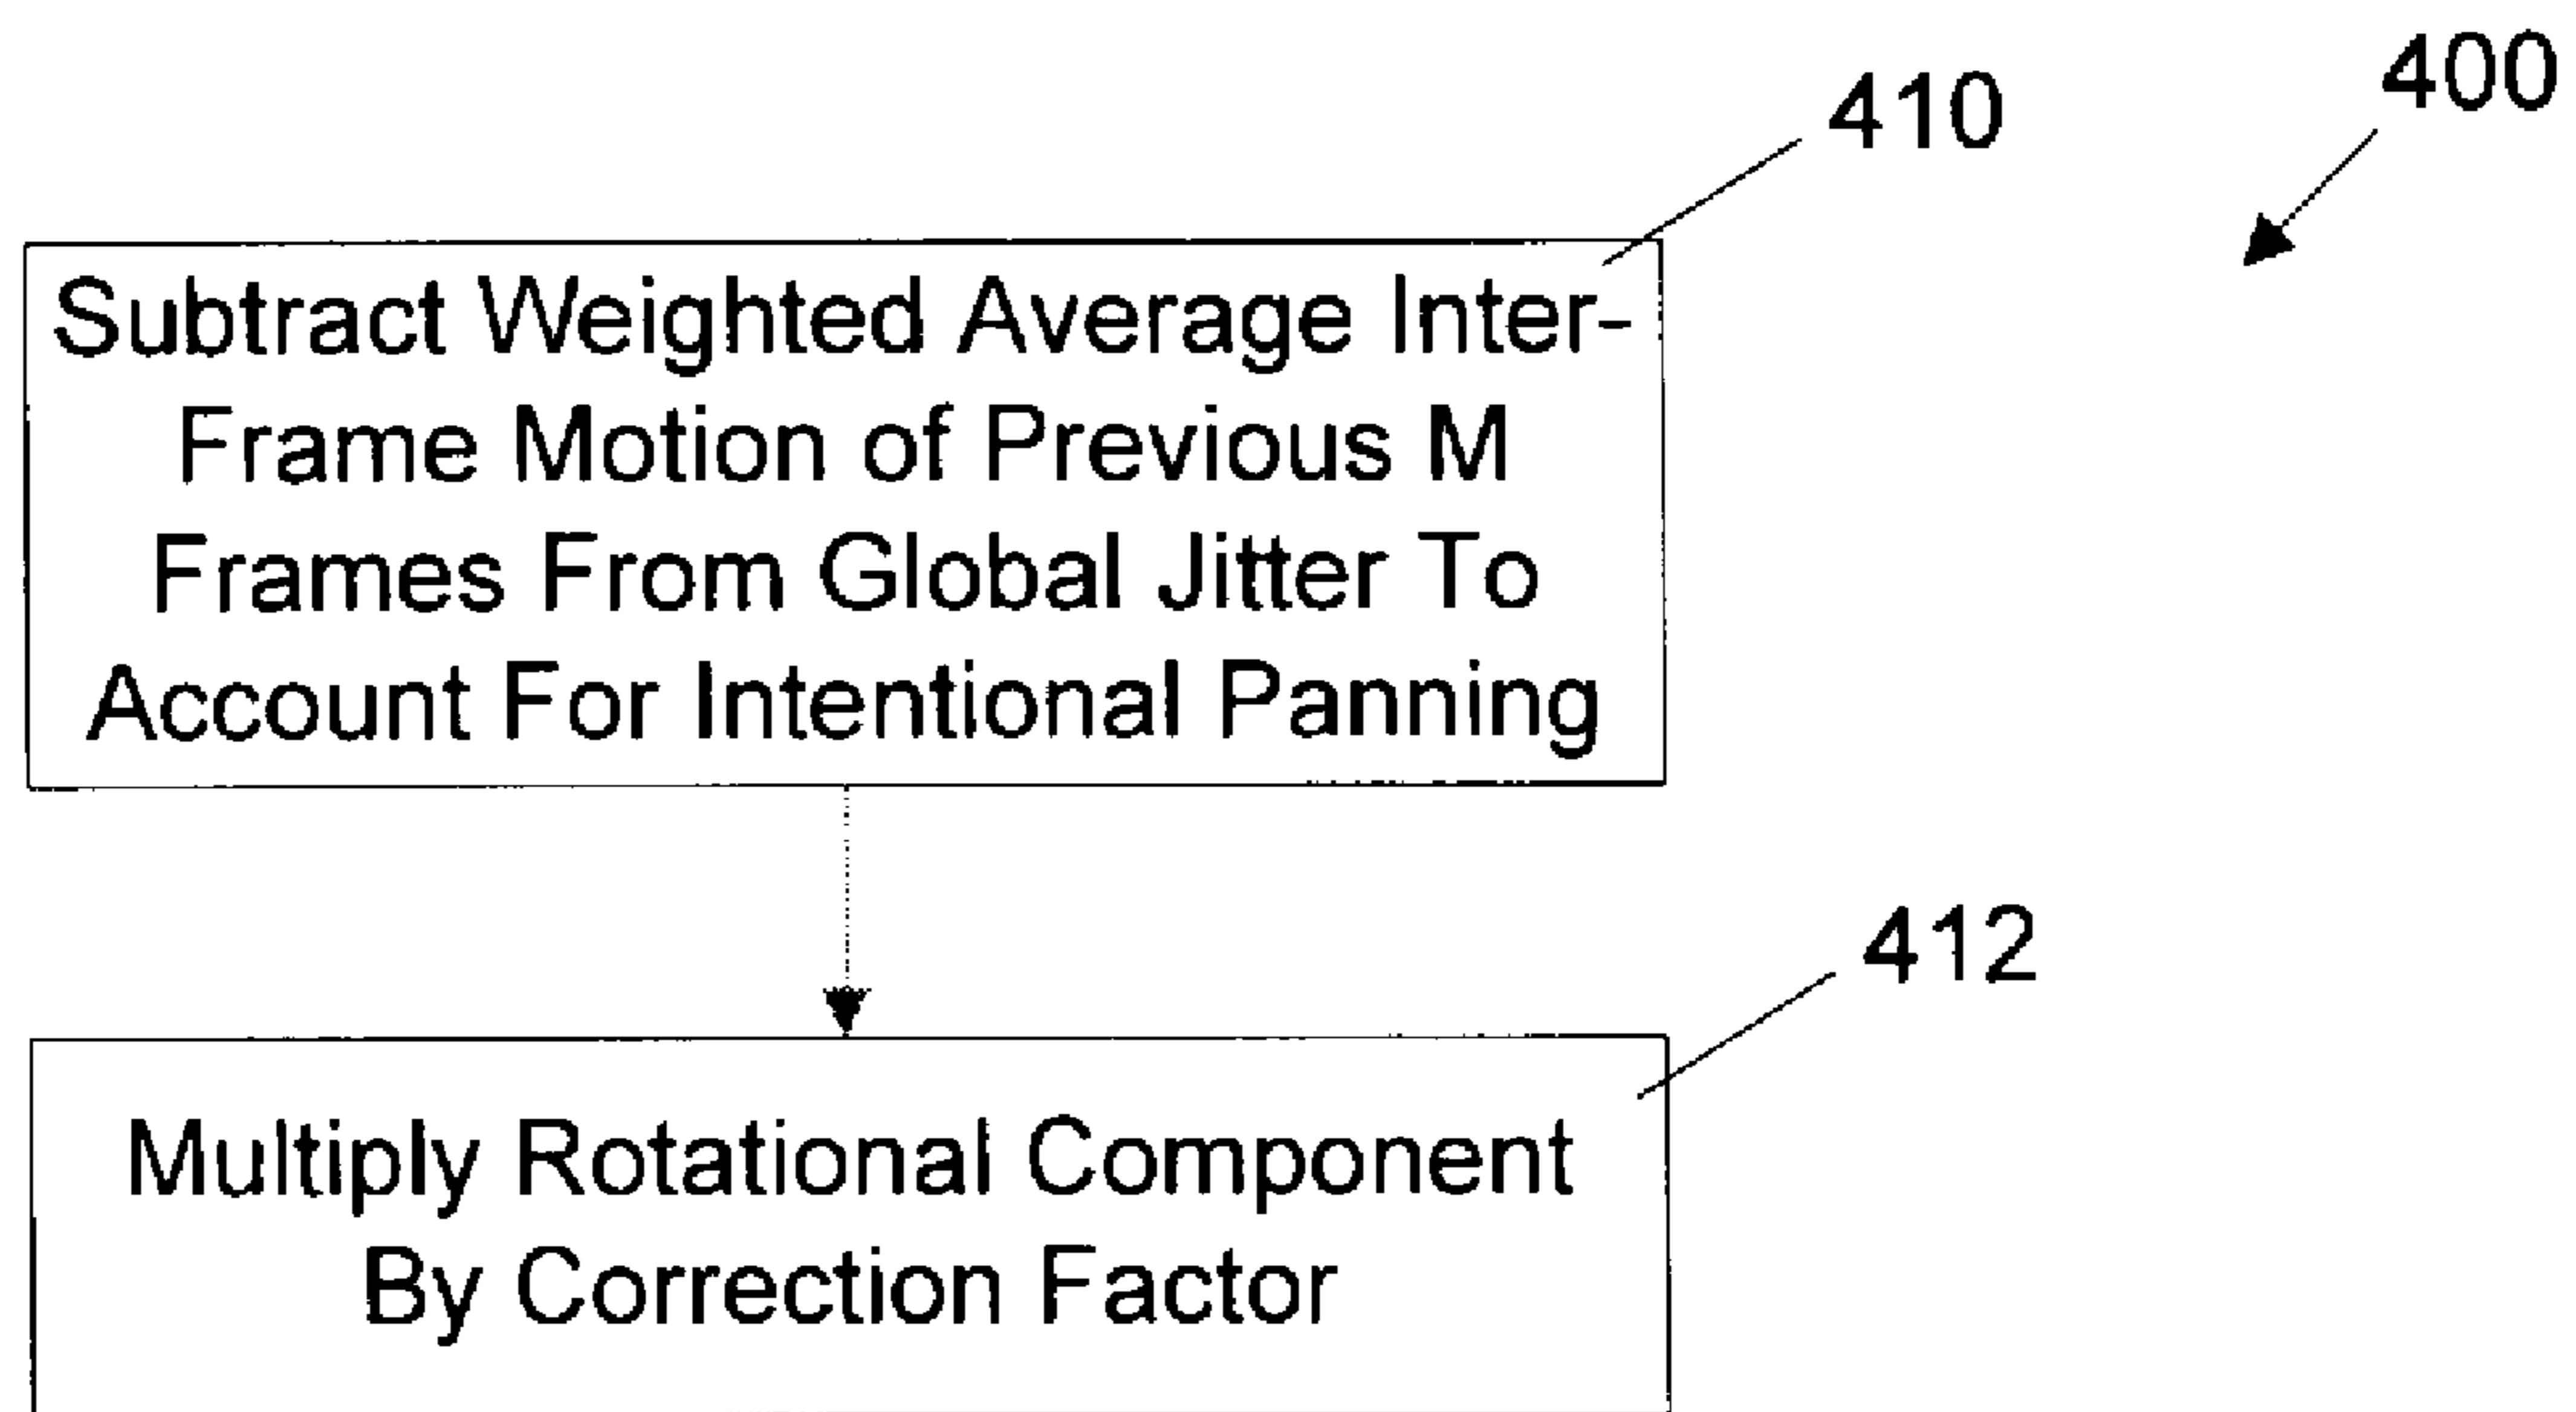 400
410
Subtract Weighted Average Inter-
Frame Motion of Previous M
Frames From Global Jitter To
Account For Intentional Panning
412
Multiply Rotational Component
By Correction Factor